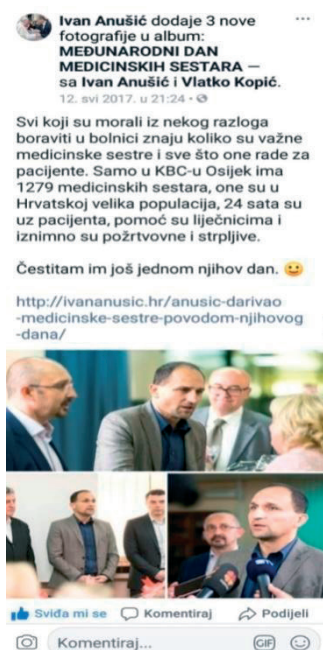 Ivan Anušić dodaje 3 nove
fotografije u album:
MEĐUNARODNI DAN
MEDICINSKIH SESTARA —
sa Ivan Anušić i Vlatko Kopić.
12. svi 2017. u 21:24 ·
Svi koji su morali iz nekog razloga
boraviti u bolnici znaju koliko su važne
medicinske sestre i sve što one rade za
pacijente. Samo u KBC-u Osijek ima
1279 medicinskih sestara, one su u
Hrvatskoj velika populacija, 24 sata su
uz pacijenta, pomoć su liječnicima i
iznimno su požrtvovne i strpljive.
Čestitam im još jednom njihov dan.
http://ivananusic.hr/anusic-darivao
-medicinske-sestre-povodom-njihovog
-dana/
Sviđa mi se Komentiraj Podijeli
Komentiraj... GIF